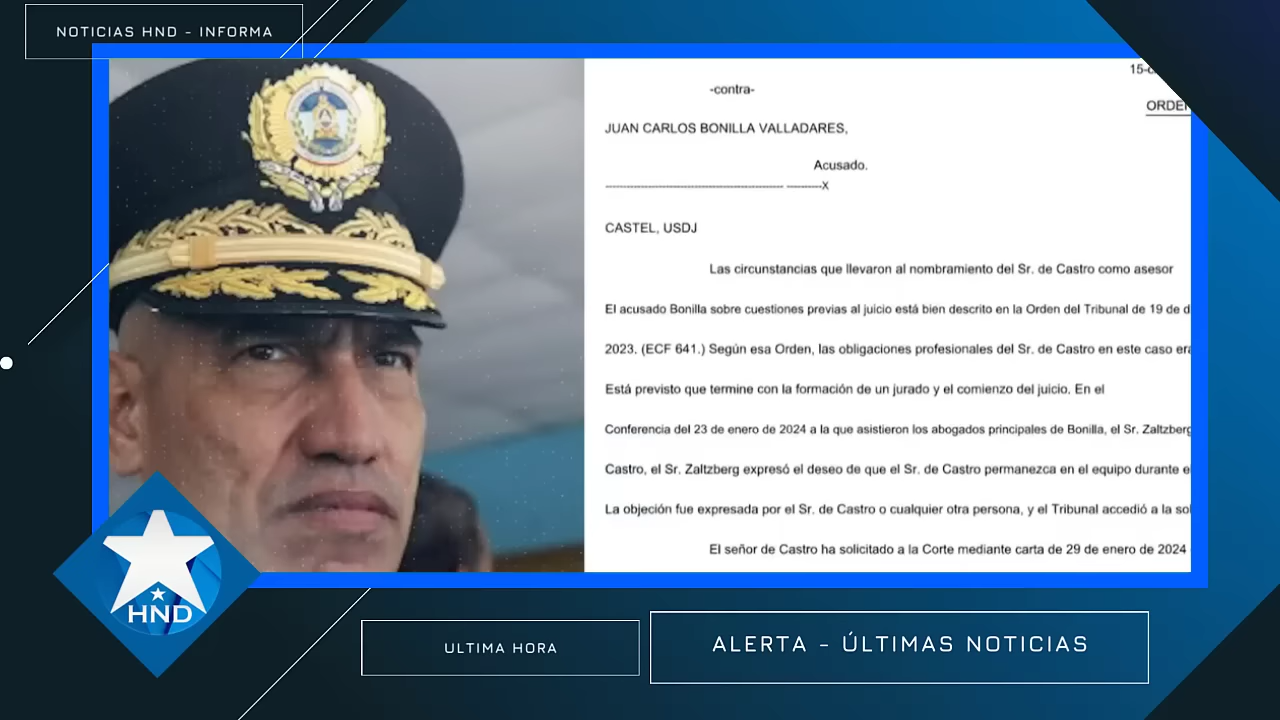 NOTICIAS HND - INFORMA
-contra-
ORDEN
JUAN CARLOS BONILLA VALLADARES,
Acusado.
------------------------------------------------- ----------X
CASTEL, USDJ
Las circunstancias que llevaron al nombramiento del Sr. de Castro como asesor
El acusado Bonilla sobre cuestiones previas al juicio está bien descrito en la Orden del Tribunal de 19 de d
2023. (ECF 641.) Según esa Orden, las obligaciones profesionales del Sr. de Castro en este caso era
Está previsto que termine con la formación de un jurado y el comienzo del juicio. En el
Conferencia del 23 de enero de 2024 a la que asistieron los abogados principales de Bonilla, el Sr. Zaltzberg
Castro, el Sr. Zaltzberg expresó el deseo de que el Sr. de Castro permanezca en el equipo durante e
La objeción fue expresada por el Sr. de Castro o cualquier otra persona, y el Tribunal accedió a la sol
El señor de Castro ha solicitado a la Corte mediante carta de 29 de enero de 2024
HND
ULTIMA HORA
ALERTA - ÚLTIMAS NOTICIAS